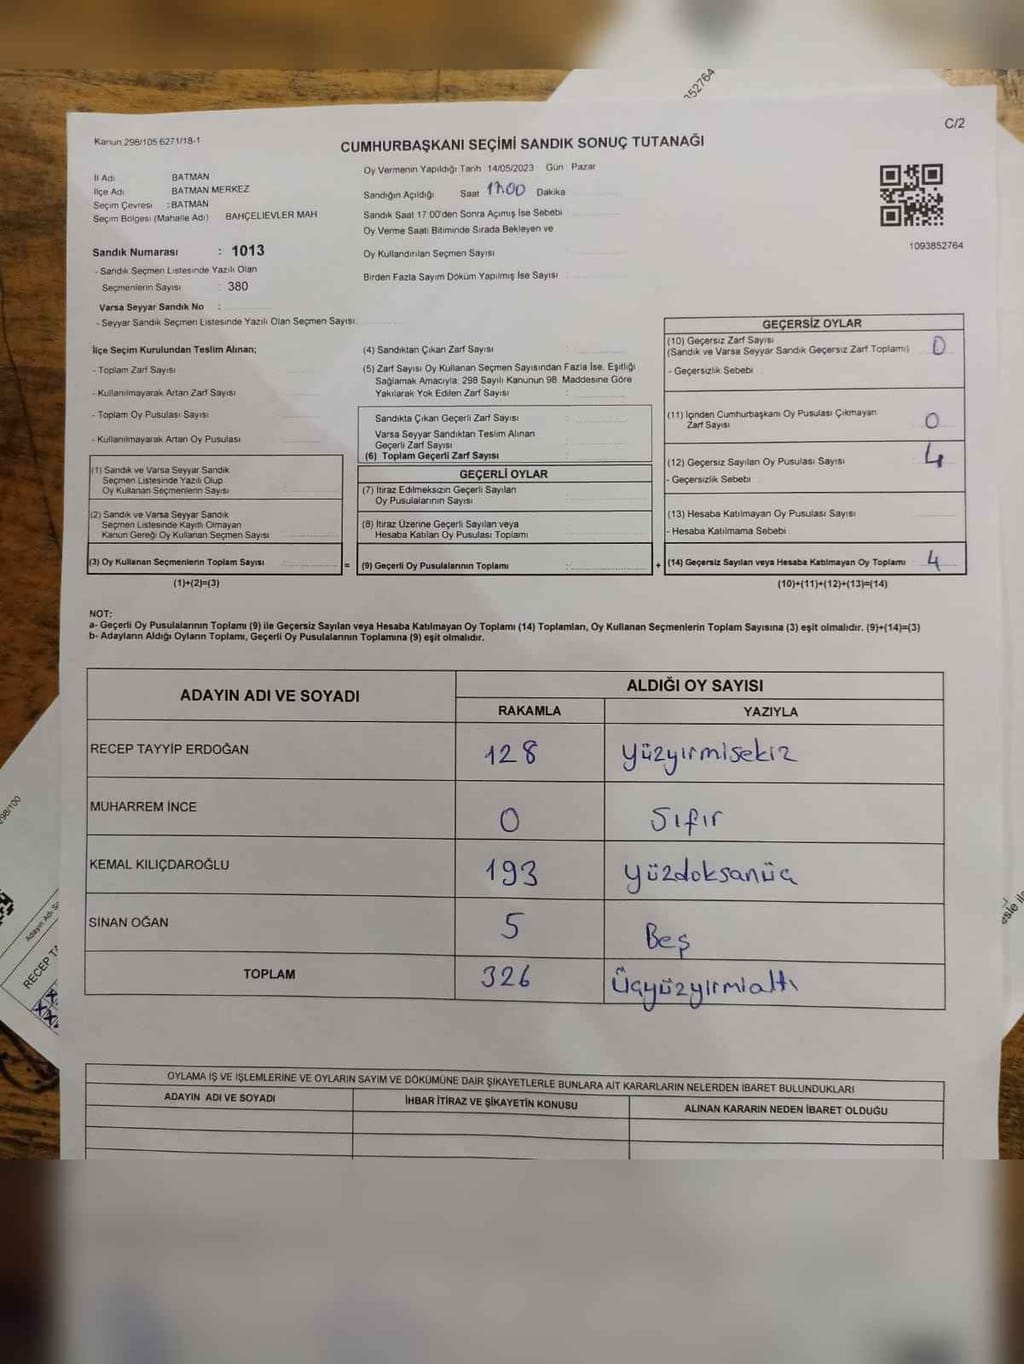 352764
C/2
Kanun;298/105 6271/18-1
CUMHURBAŞKANI SEÇİMİ SANDIK SONUÇ TUTANAĞI
İl Adı BATMAN
İlçe Adı BATMAN MERKEZ
Seçim Çevresi : BATMAN
Seçim Bölgesi (Mahalle Adı) BAHÇELIEVLER MAH
Oy Vermenin Yapıldığı Tarih 14/05/2023 Gün Pazar
Sandığın Açıldığı Saat 17:00 Dakika
Sandık Saat 17:00'den Sonra Açımış İse Sebebi
Oy Verme Saati Bitiminde Sırada Bekleyen ve
Oy Kullandırılan Seçmen Sayısı
Birden Fazla Sayım Döküm Yapılmış İse Sayısı
1093852764
Sandık Numarası : 1013
- Sandık Seçmen Listesinde Yazılı Olan
Seçmenlerin Sayısı : 380
Varsa Seyyar Sandık No :
- Seyyar Sandık Seçmen Listesinde Yazılı Olan Seçmen Sayısı:
İlçe Seçim Kurulundan Teslim Alınan;
- Toplam Zarf Sayısı
- Kullanılmayarak Artan Zarf Sayısı
- Toplam Oy Pusulası Sayısı
- Kullanılmayarak Artan Oy Pusulası
(1) Sandık ve Varsa Seyyar Sandık
Seçmen Listesinde Yazılı Olup
Oy Kullanan Seçmenlerin Sayısı
(2) Sandık ve Varsa Seyyar Sandık
Seçmen Listesinde Kayıtlı Olmayan
Kanun Gereği Oy Kullanan Seçmen Sayısı
(3) Oy Kullanan Seçmenlerin Toplam Sayısı =
(1)+(2)=(3)
(4) Sandıktan Çıkan Zarf Sayısı
(5) Zarf Sayısı Oy Kullanan Seçmen Sayısından Fazla İse, Eşitliği
Sağlamak Amacıyla; 298 Sayılı Kanunun 98. Maddesine Göre
Yakılarak Yok Edilen Zarf Sayısı
Sandıkta Çıkan Geçerli Zarf Sayısı
Varsa Seyyar Sandıktan Teslim Alınan
Geçerli Zarf Sayısı
(6) Toplam Geçerli Zarf Sayısı
GEÇERLİ OYLAR
(7) İtiraz Edilmeksizin Geçerli Sayılan
Oy Pusulalarının Sayısı
(8) İtiraz Üzerine Geçerli Sayılan veya
Hesaba Katılan Oy Pusulası Toplamı
(9) Geçerli Oy Pusulalarının Toplamı : +
GEÇERSİZ OYLAR
(10) Geçersiz Zarf Sayısı
(Sandık ve Varsa Seyyar Sandık Geçersiz Zarf Toplamı) 0
- Geçersizlik Sebebi
(11) İçinden Cumhurbaşkanı Oy Pusulası Çıkmayan
Zarf Sayısı 0
(12) Geçersiz Sayılan Oy Pusulası Sayısı 4
- Geçersizlik Sebebi
(13) Hesaba Katılmayan Oy Pusulası Sayısı
- Hesaba Katılmama Sebebi
(14) Geçersiz Sayılan veya Hesaba Katılmayan Oy Toplamı 4
(10)+(11)+(12)+(13)=(14)
NOT:
a- Geçerli Oy Pusulalarının Toplamı (9) ile Geçersiz Sayılan veya Hesaba Katılmayan Oy Toplamı (14) Toplamları, Oy Kullanan Seçmenlerin Toplam Sayısına (3) eşit olmalıdır. (9)+(14)=(3)
b- Adayların Aldığı Oyların Toplamı, Geçerli Oy Pusulalarının Toplamına (9) eşit olmalıdır.
ADAYIN ADI VE SOYADI ALDIĞI OY SAYISI
RAKAMLA YAZIYLA
RECEP TAYYİP ERDOĞAN 128 Yüzyirmisekiz
MUHARREM İNCE 0 Sıfır
KEMAL KILIÇDAROĞLU 193 yüzdoksanüç
SİNAN OĞAN 5 Beş
TOPLAM 326 Üçyüzyirmialtı
OYLAMA İŞ VE İŞLEMLERİNE VE OYLARIN SAYIM VE DÖKÜMÜNE DAİR ŞİKAYETLERLE BUNLARA AİT KARARLARIN NELERDEN İBARET BULUNDUKLARI
ADAYIN ADI VE SOYADI İHBAR İTİRAZ VE ŞİKAYETİN KONUSU ALINAN KARARIN NEDEN İBARET OLDUĞU
298/100
Adayın Adı
RECEP